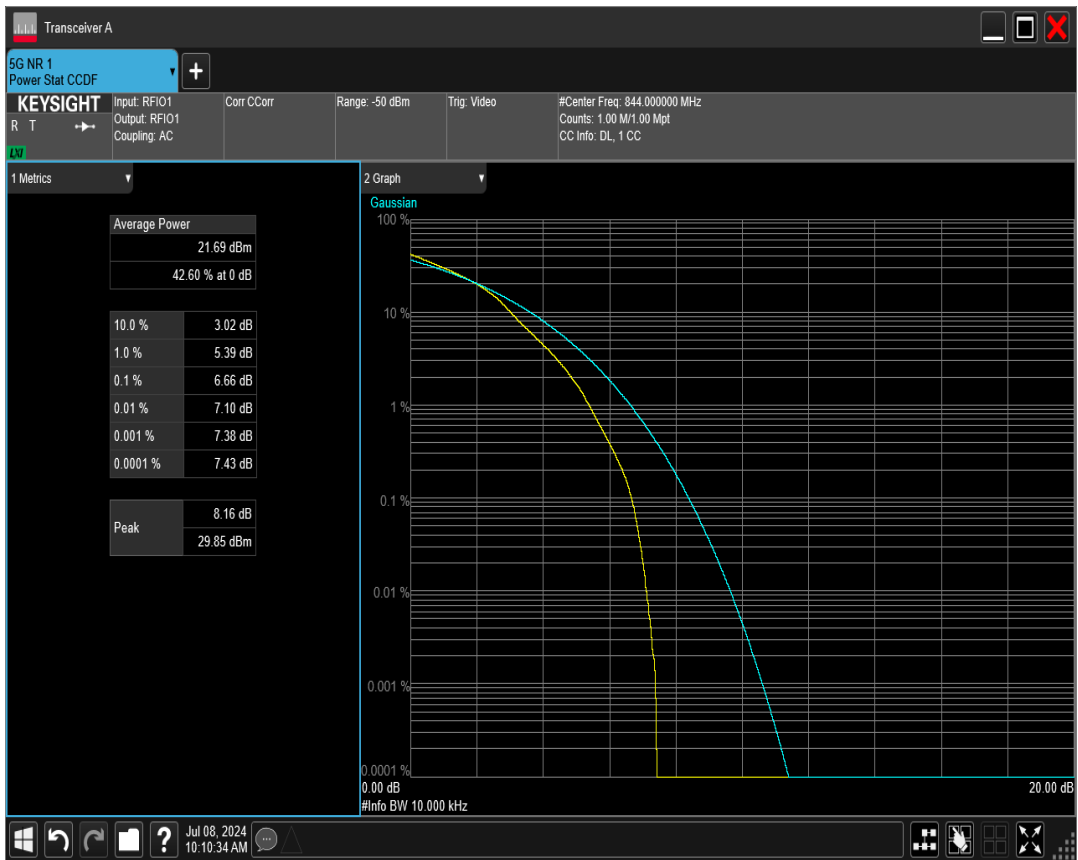 Transceiver A
5G NR 1
Power Stat CCDF
KEYSIGHT
R T
LXI
Input: RFIO1
Output: RFIO1
Coupling: AC
Corr CCorr
Range: -50 dBm
Trig: Video
#Center Freq: 844.000000 MHz
Counts: 1.00 M/1.00 Mpt
CC Info: DL, 1 CC
1 Metrics
Average Power
21.69 dBm
42.60 % at 0 dB
10.0 % 3.02 dB
1.0 % 5.39 dB
0.1 % 6.66 dB
0.01 % 7.10 dB
0.001 % 7.38 dB
0.0001 % 7.43 dB
Peak
8.16 dB
29.85 dBm
2 Graph
Gaussian
100 %
10 %
1 %
0.1 %
0.01 %
0.001 %
0.0001 %
0.00 dB
20.00 dB
#Info BW 10.000 kHz
?
Jul 08, 2024
10:10:34 AM